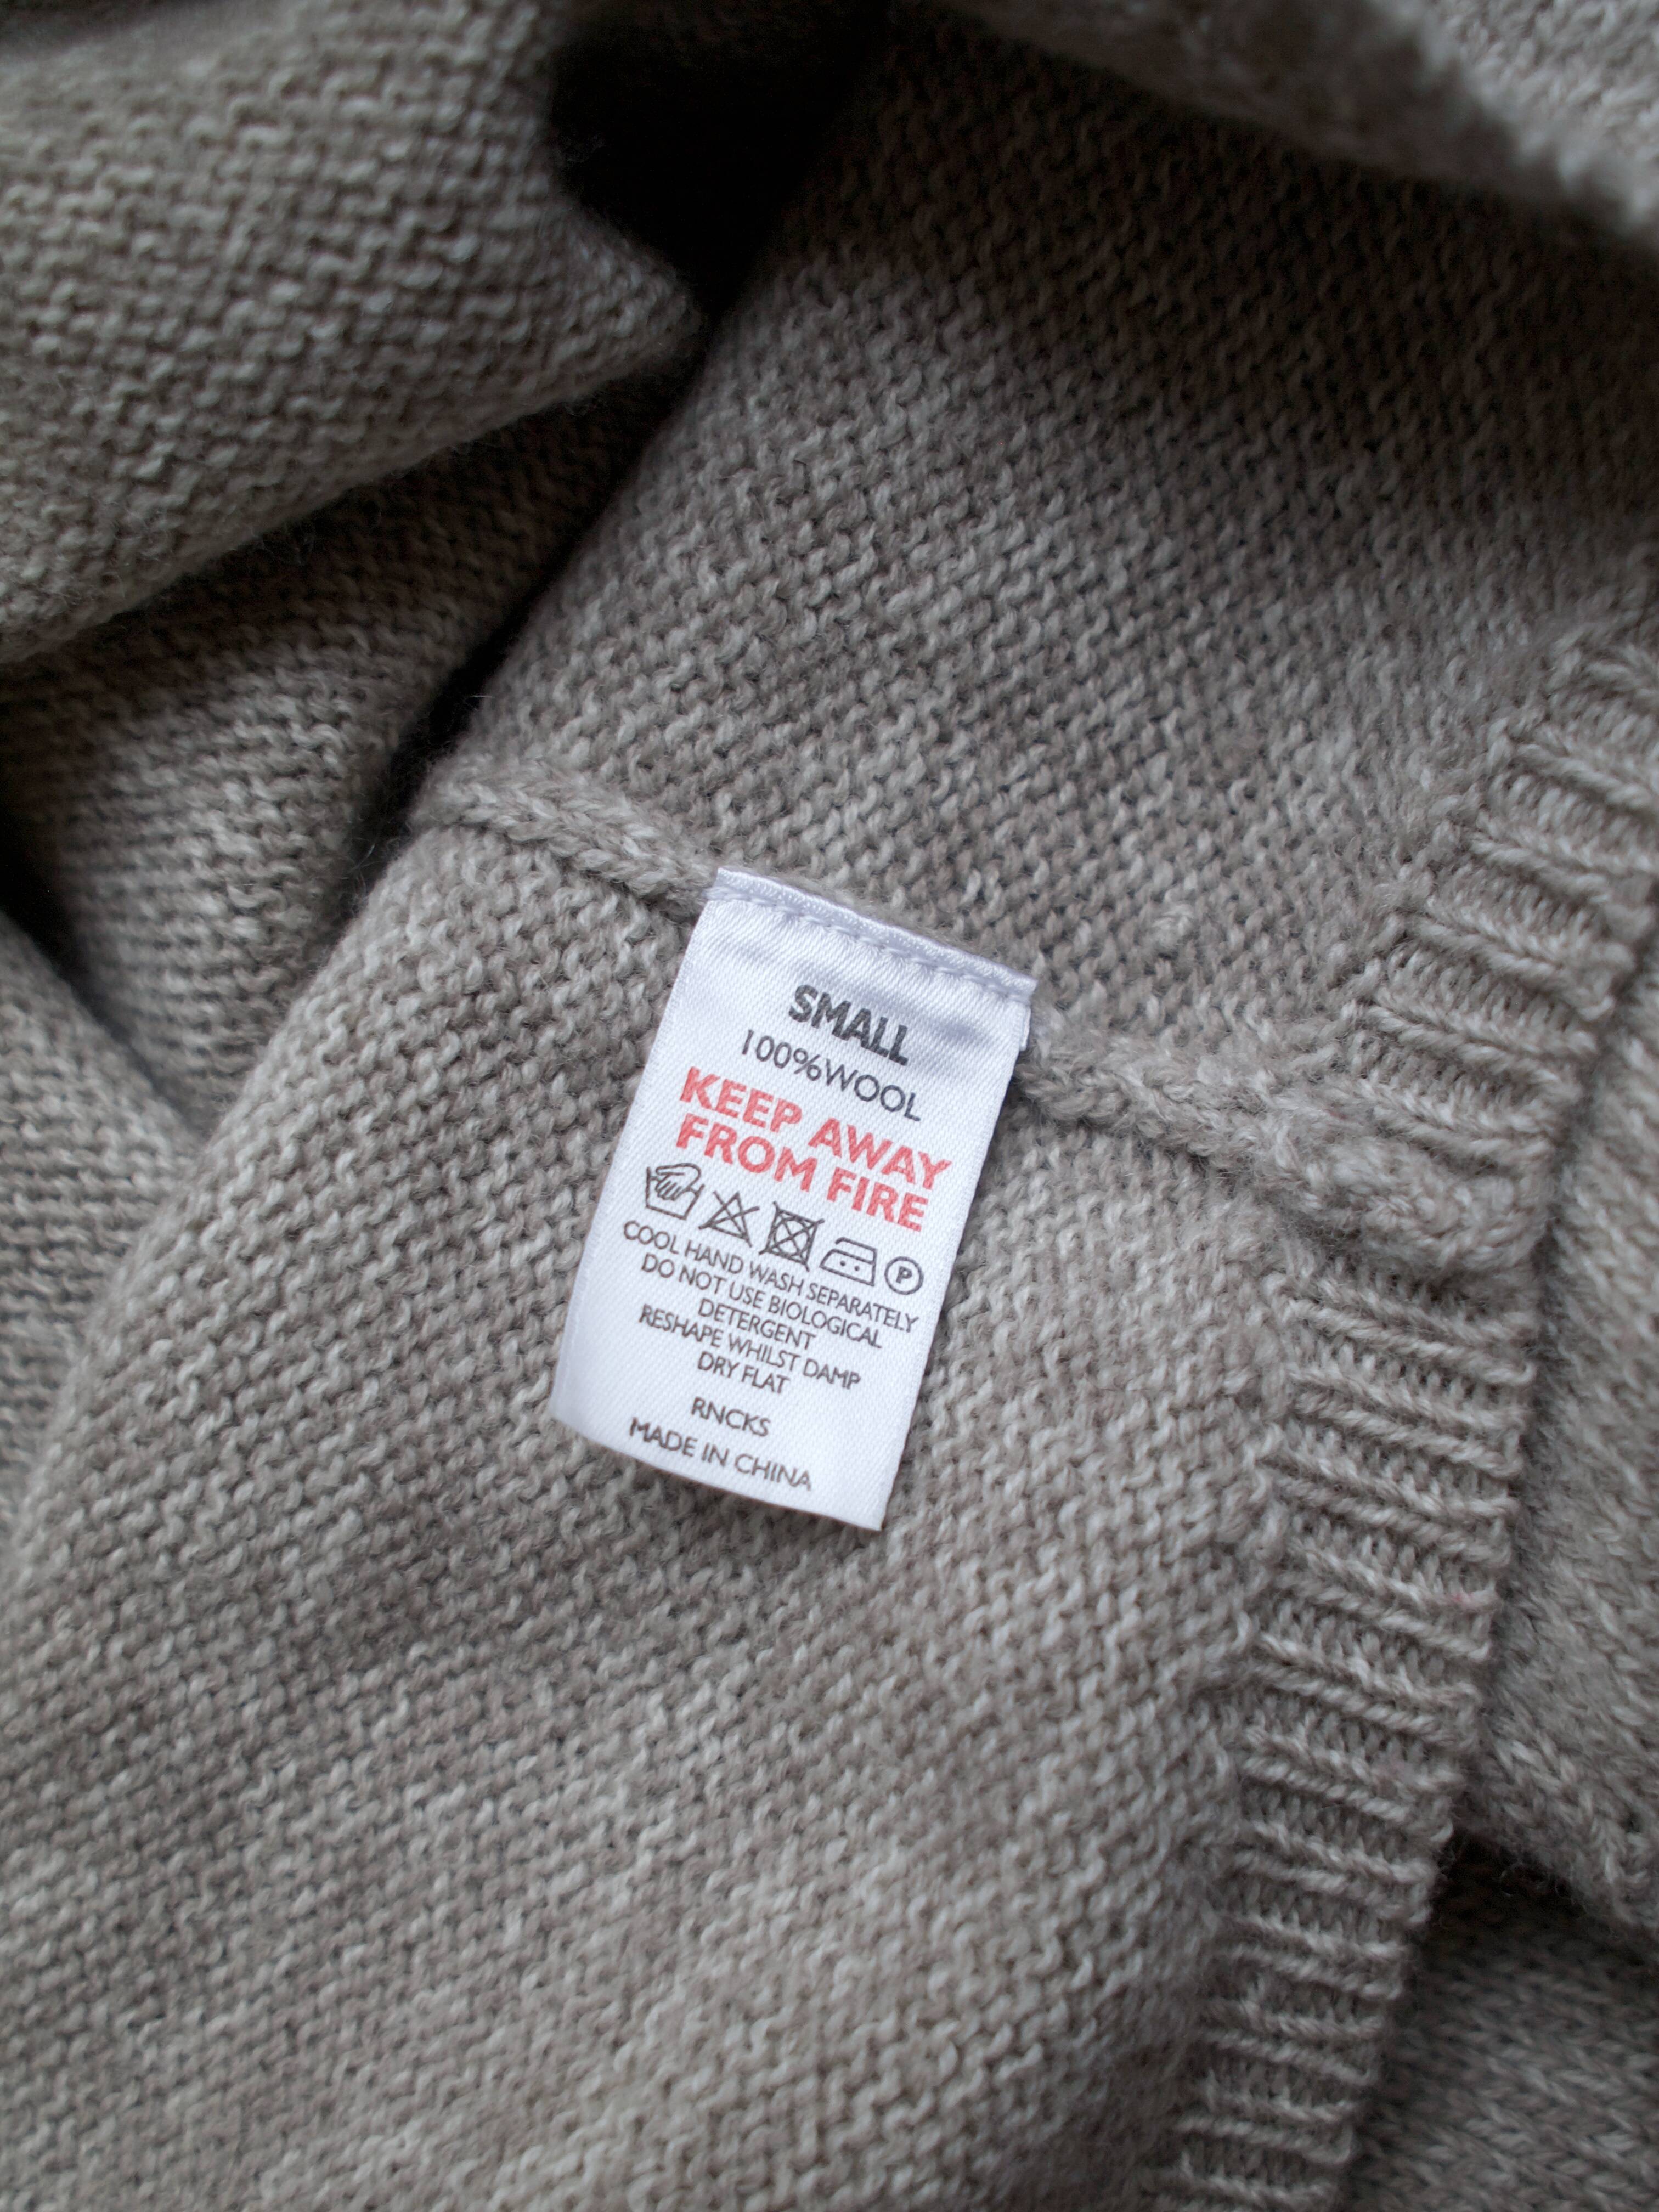 SMALL
100%WOOL
KEEP AWAY
FROM FIRE
P
COOL HAND WASH SEPARATELY
DO NOT USE BIOLOGICAL
DETERGENT
RESHAPE WHILST DAMP
DRY FLAT
RNCKS
MADE IN CHINA